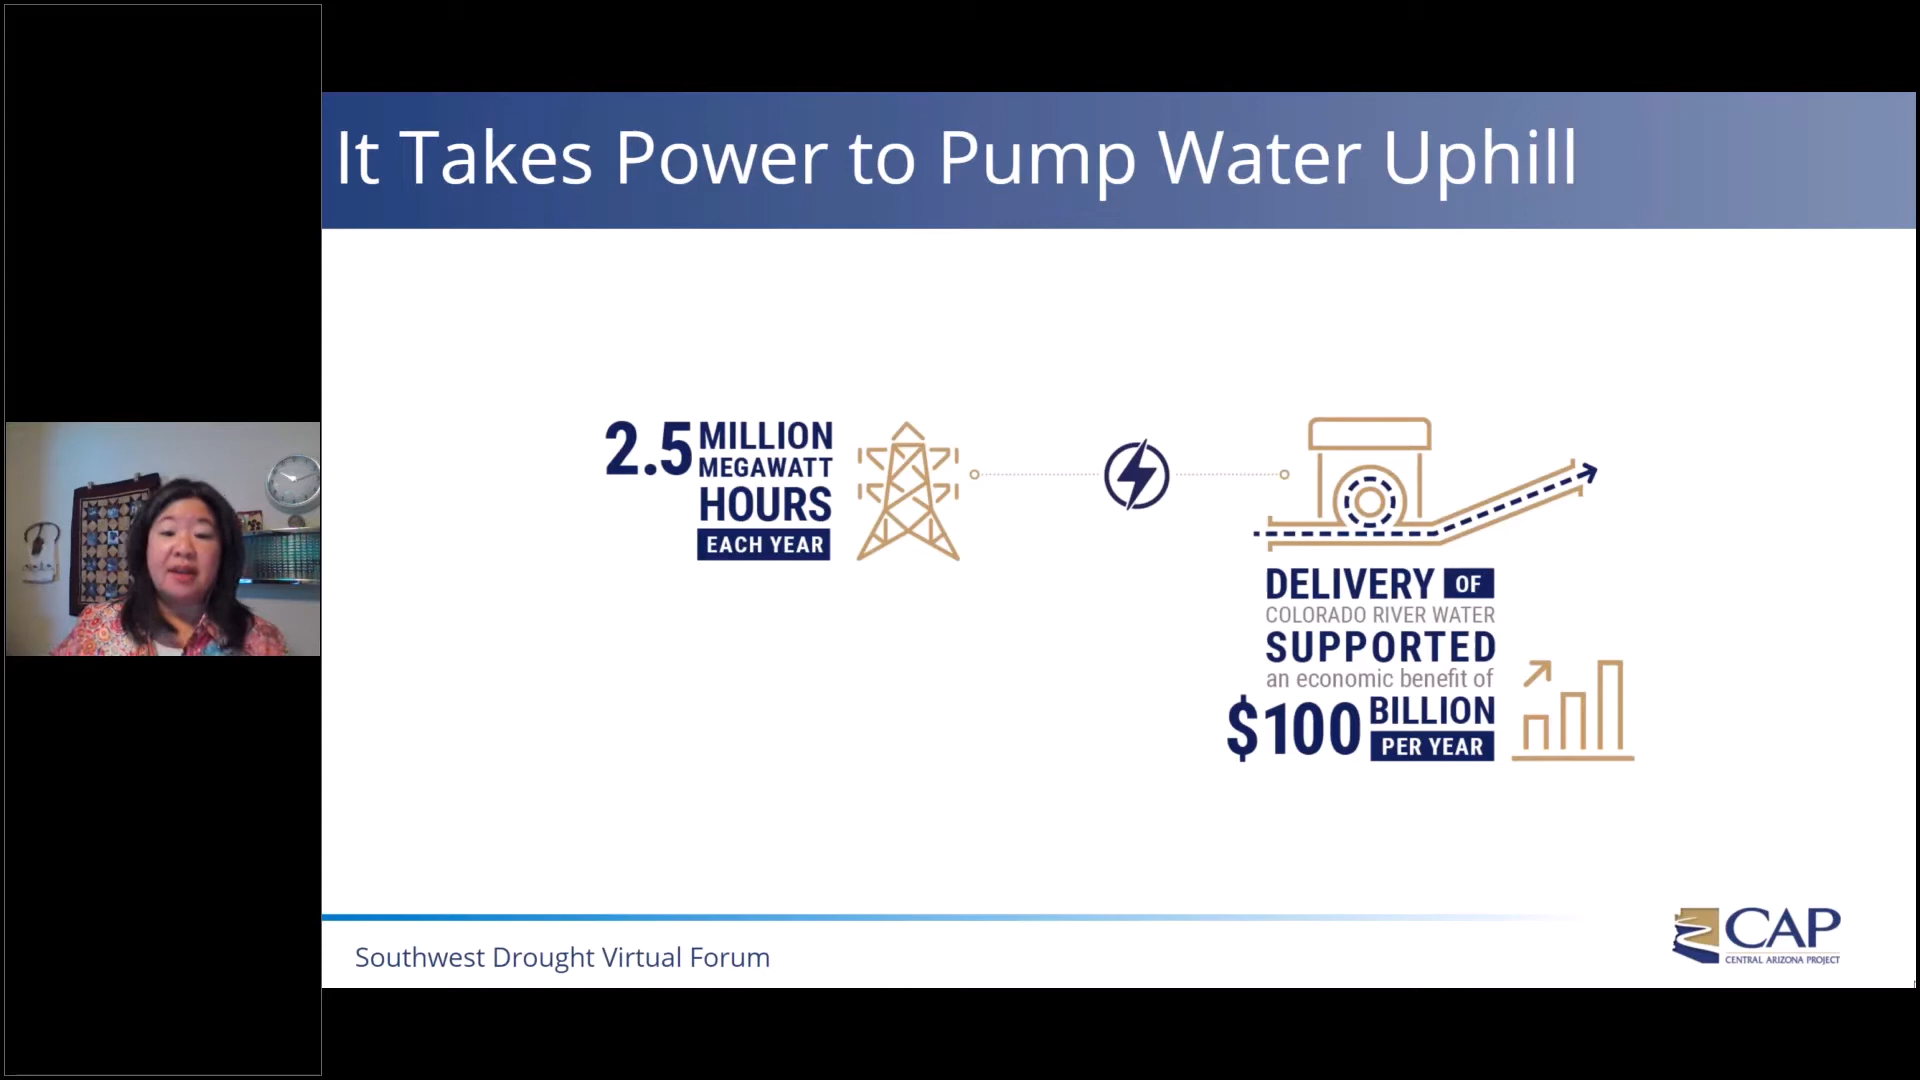 It Takes Power to Pump Water Uphill
2.5 MILLION
MEGAWATT
HOURS
EACH YEAR
DELIVERY OF
COLORADO RIVER WATER
SUPPORTED
an economic benefit of
$100 BILLION
PER YEAR
Southwest Drought Virtual Forum
CAP
CENTRAL ARIZONA PROJECT